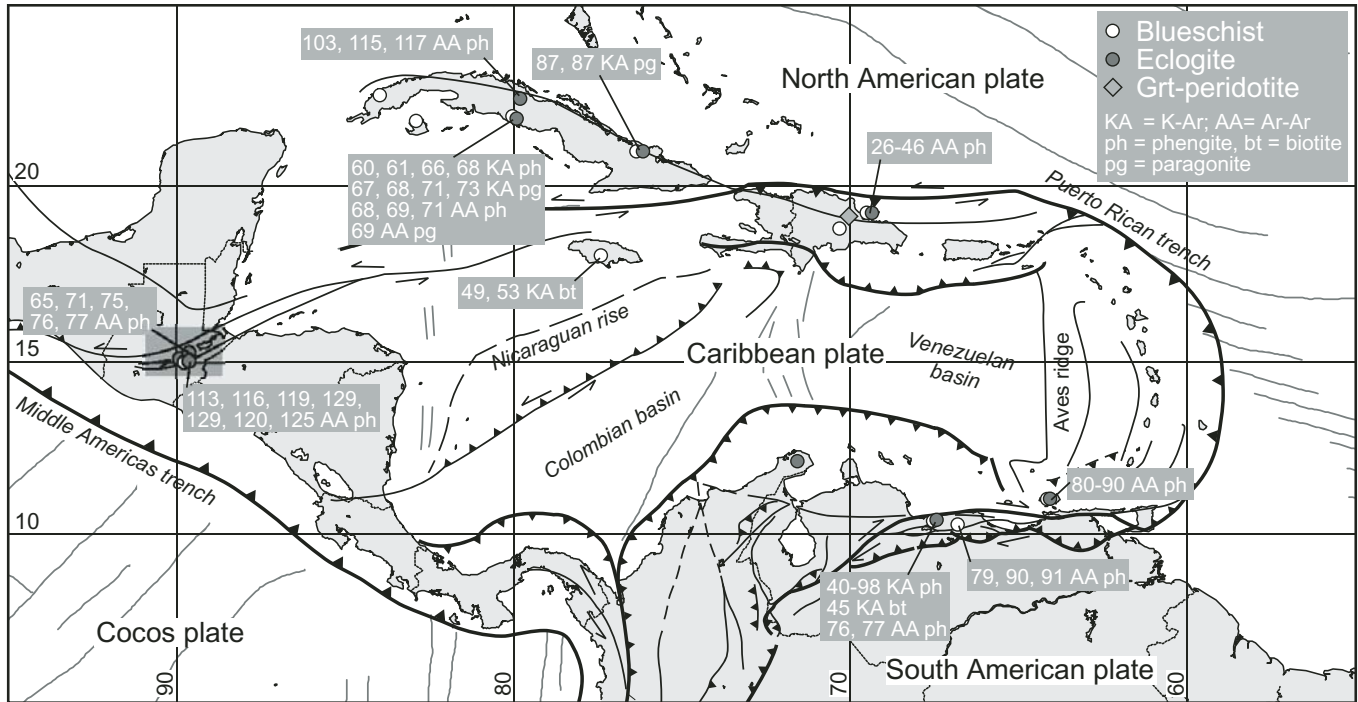 103, 115, 117 AA ph
87, 87 KA pg
North American plate
Blueschist
Eclogite
Grt-peridotite
KA = K-Ar; AA= Ar-Ar
ph = phengite, bt = biotite
pg = paragonite
26-46 AA ph
20
60, 61, 66, 68 KA ph
67, 68, 71, 73 KA pg
68, 69, 71 AA ph
69 AA pg
Puerto Rican trench
49, 53 KA bt
65, 71, 75,
76, 77 AA ph
Nicaraguan rise
15
Caribbean plate
Venezuelan
basin
Aves ridge
113, 116, 119, 129,
129, 120, 125 AA ph
Middle Americas trench
Colombian basin
80-90 AA ph
10
40-98 KA ph
45 KA bt
76, 77 AA ph
79, 90, 91 AA ph
Cocos plate
South American plate
90
80
70
60